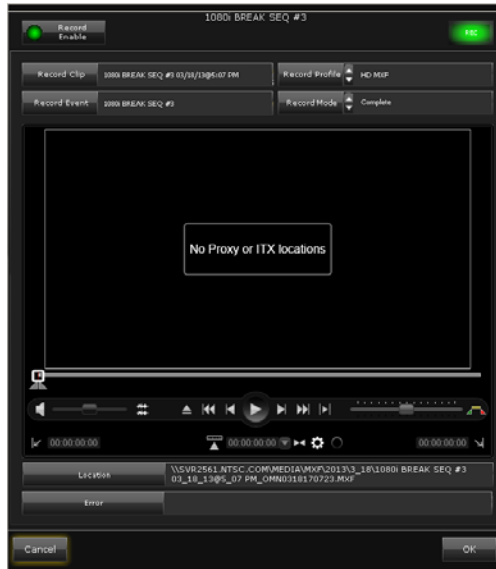 1080i BREAK SEQ #3
Record
Enable
REC
Record Clip
1080i BREAK SEQ #3 03/18/13@5:07 PM
Record Profile
HD MXF
Record Event
1080i BREAK SEQ #3
Record Mode
Complete
No Proxy or ITX locations
00:00:00:00
00:00:00:00
00:00:00:00
Location
\\SVR2561.NTSC.COM\MEDIA\MXF\2013\3_18\1080i BREAK SEQ #3
03_18_13@5_07 PM_OMN0318170723.MXF
Error
Cancel
OK